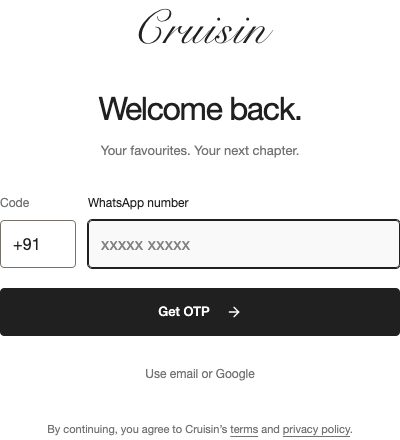 Cruisin
Welcome back.
Your favourites. Your next chapter.
Code
WhatsApp number
+91
xxxxx xxxxx
Get OTP →
Use email or Google
By continuing, you agree to Cruisin's terms and privacy policy.